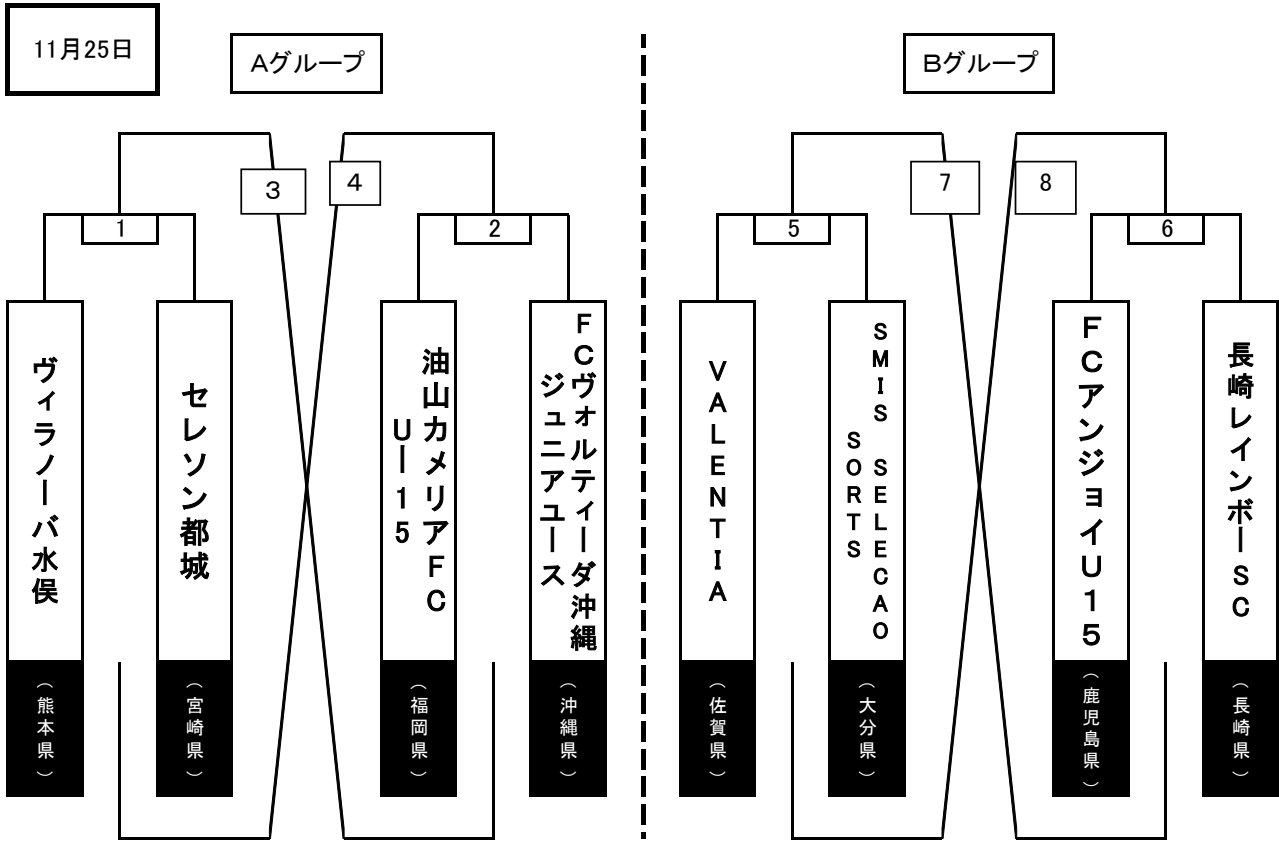 11月25日
Aグループ
Bグループ
3
4
7
8
1
2
5
6
ヴィラノーバ水俣
（熊本県）
セレソン都城
（宮崎県）
油山カメリアFC
U－15
（福岡県）
FCヴォルティーダ沖縄
ジュニアユース
（沖縄県）
VALENTIA
（佐賀県）
SMIS SELECAO
SORTS
（大分県）
FCアンジョイU15
（鹿児島県）
長崎レインボーSC
（長崎県）